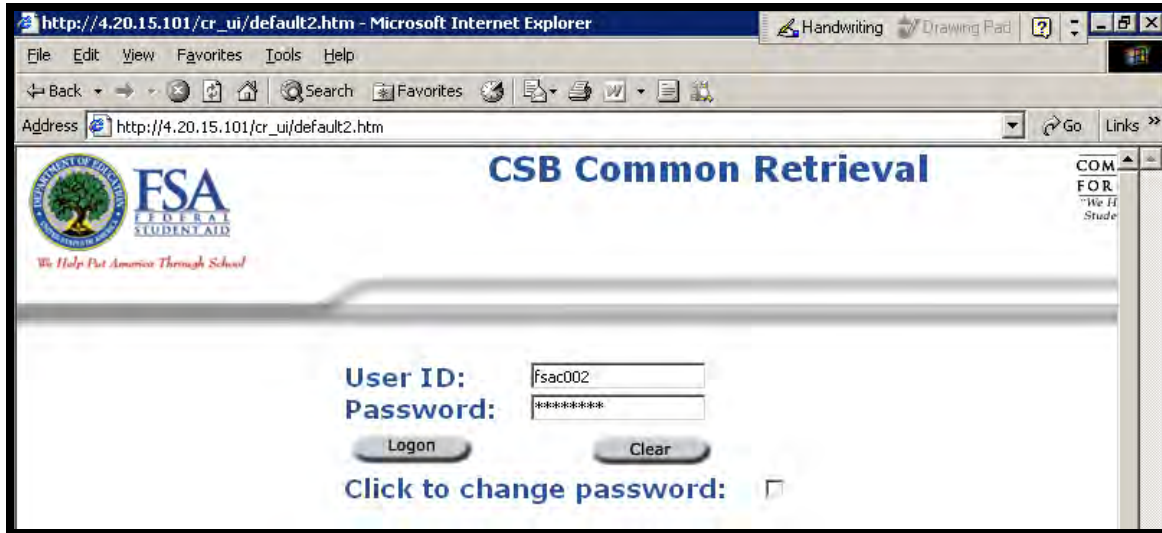 http://4.20.15.101/cr_ui/default2.htm - Microsoft Internet Explorer
Handwriting Drawing Pad
File Edit View Favorites Tools Help
Back Search Favorites
Address http://4.20.15.101/cr_ui/default2.htm Go Links »
CSB Common Retrieval
COM
FOR
"We H
Stude
FSA
FEDERAL
STUDENT AID
We Help Put America Through School
User ID: fsac002
Password: ********
Logon Clear
Click to change password: